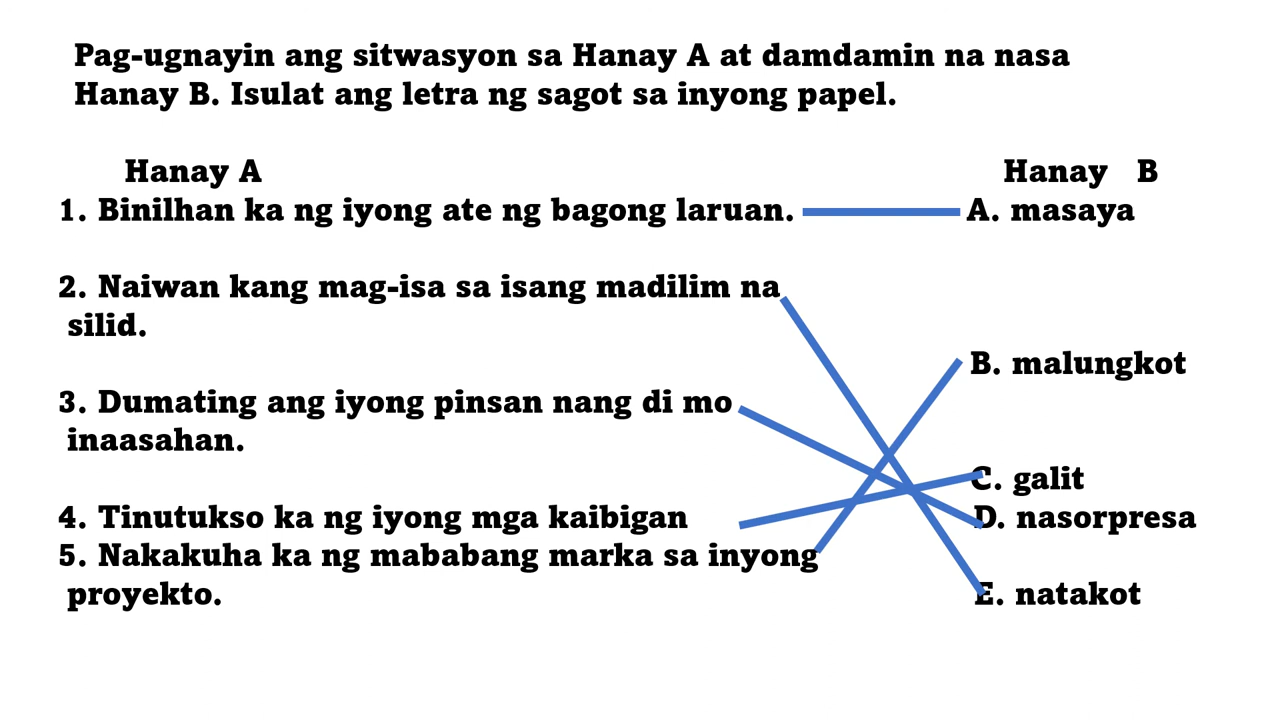 Pag-ugnayin ang sitwasyon sa Hanay A at damdamin na nasa
Hanay B. Isulat ang letra ng sagot sa inyong papel.
Hanay A Hanay B
1. Binilhan ka ng iyong ate ng bagong laruan. A. masaya
2. Naiwan kang mag-isa sa isang madilim na
silid.
B. malungkot
3. Dumating ang iyong pinsan nang di mo
inaasahan.
C. galit
4. Tinutukso ka ng iyong mga kaibigan D. nasorpresa
5. Nakakuha ka ng mababang marka sa inyong
proyekto. E. natakot